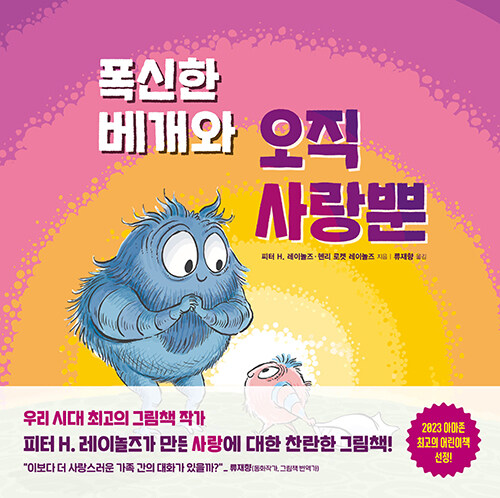 폭신한
베개와
오직
사랑뿐
피터 H. 레이놀즈·헨리 로켓 레이놀즈 지음 | 류재향 옮김
우리 시대 최고의 그림책 작가
피터 H. 레이놀즈가 만든 사랑에 대한 찬란한 그림책!
"이보다 더 사랑스러운 가족 간의 대화가 있을까?"_ 류재향(동화작가, 그림책 번역가)
2023 아마존
최고의 어린이책
선정!